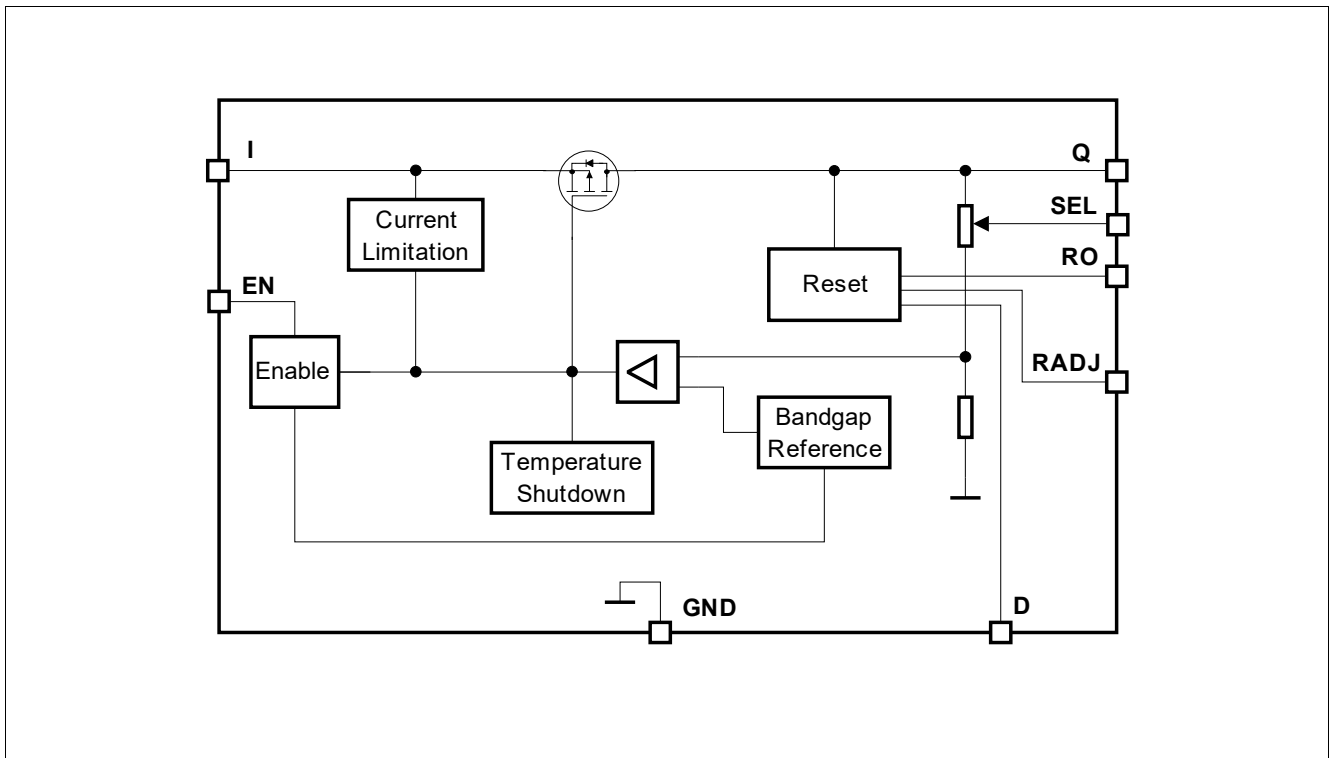 I
Q
Current
Limitation
SEL
RO
EN
Reset
Enable
RADJ
Bandgap
Reference
Temperature
Shutdown
GND
D